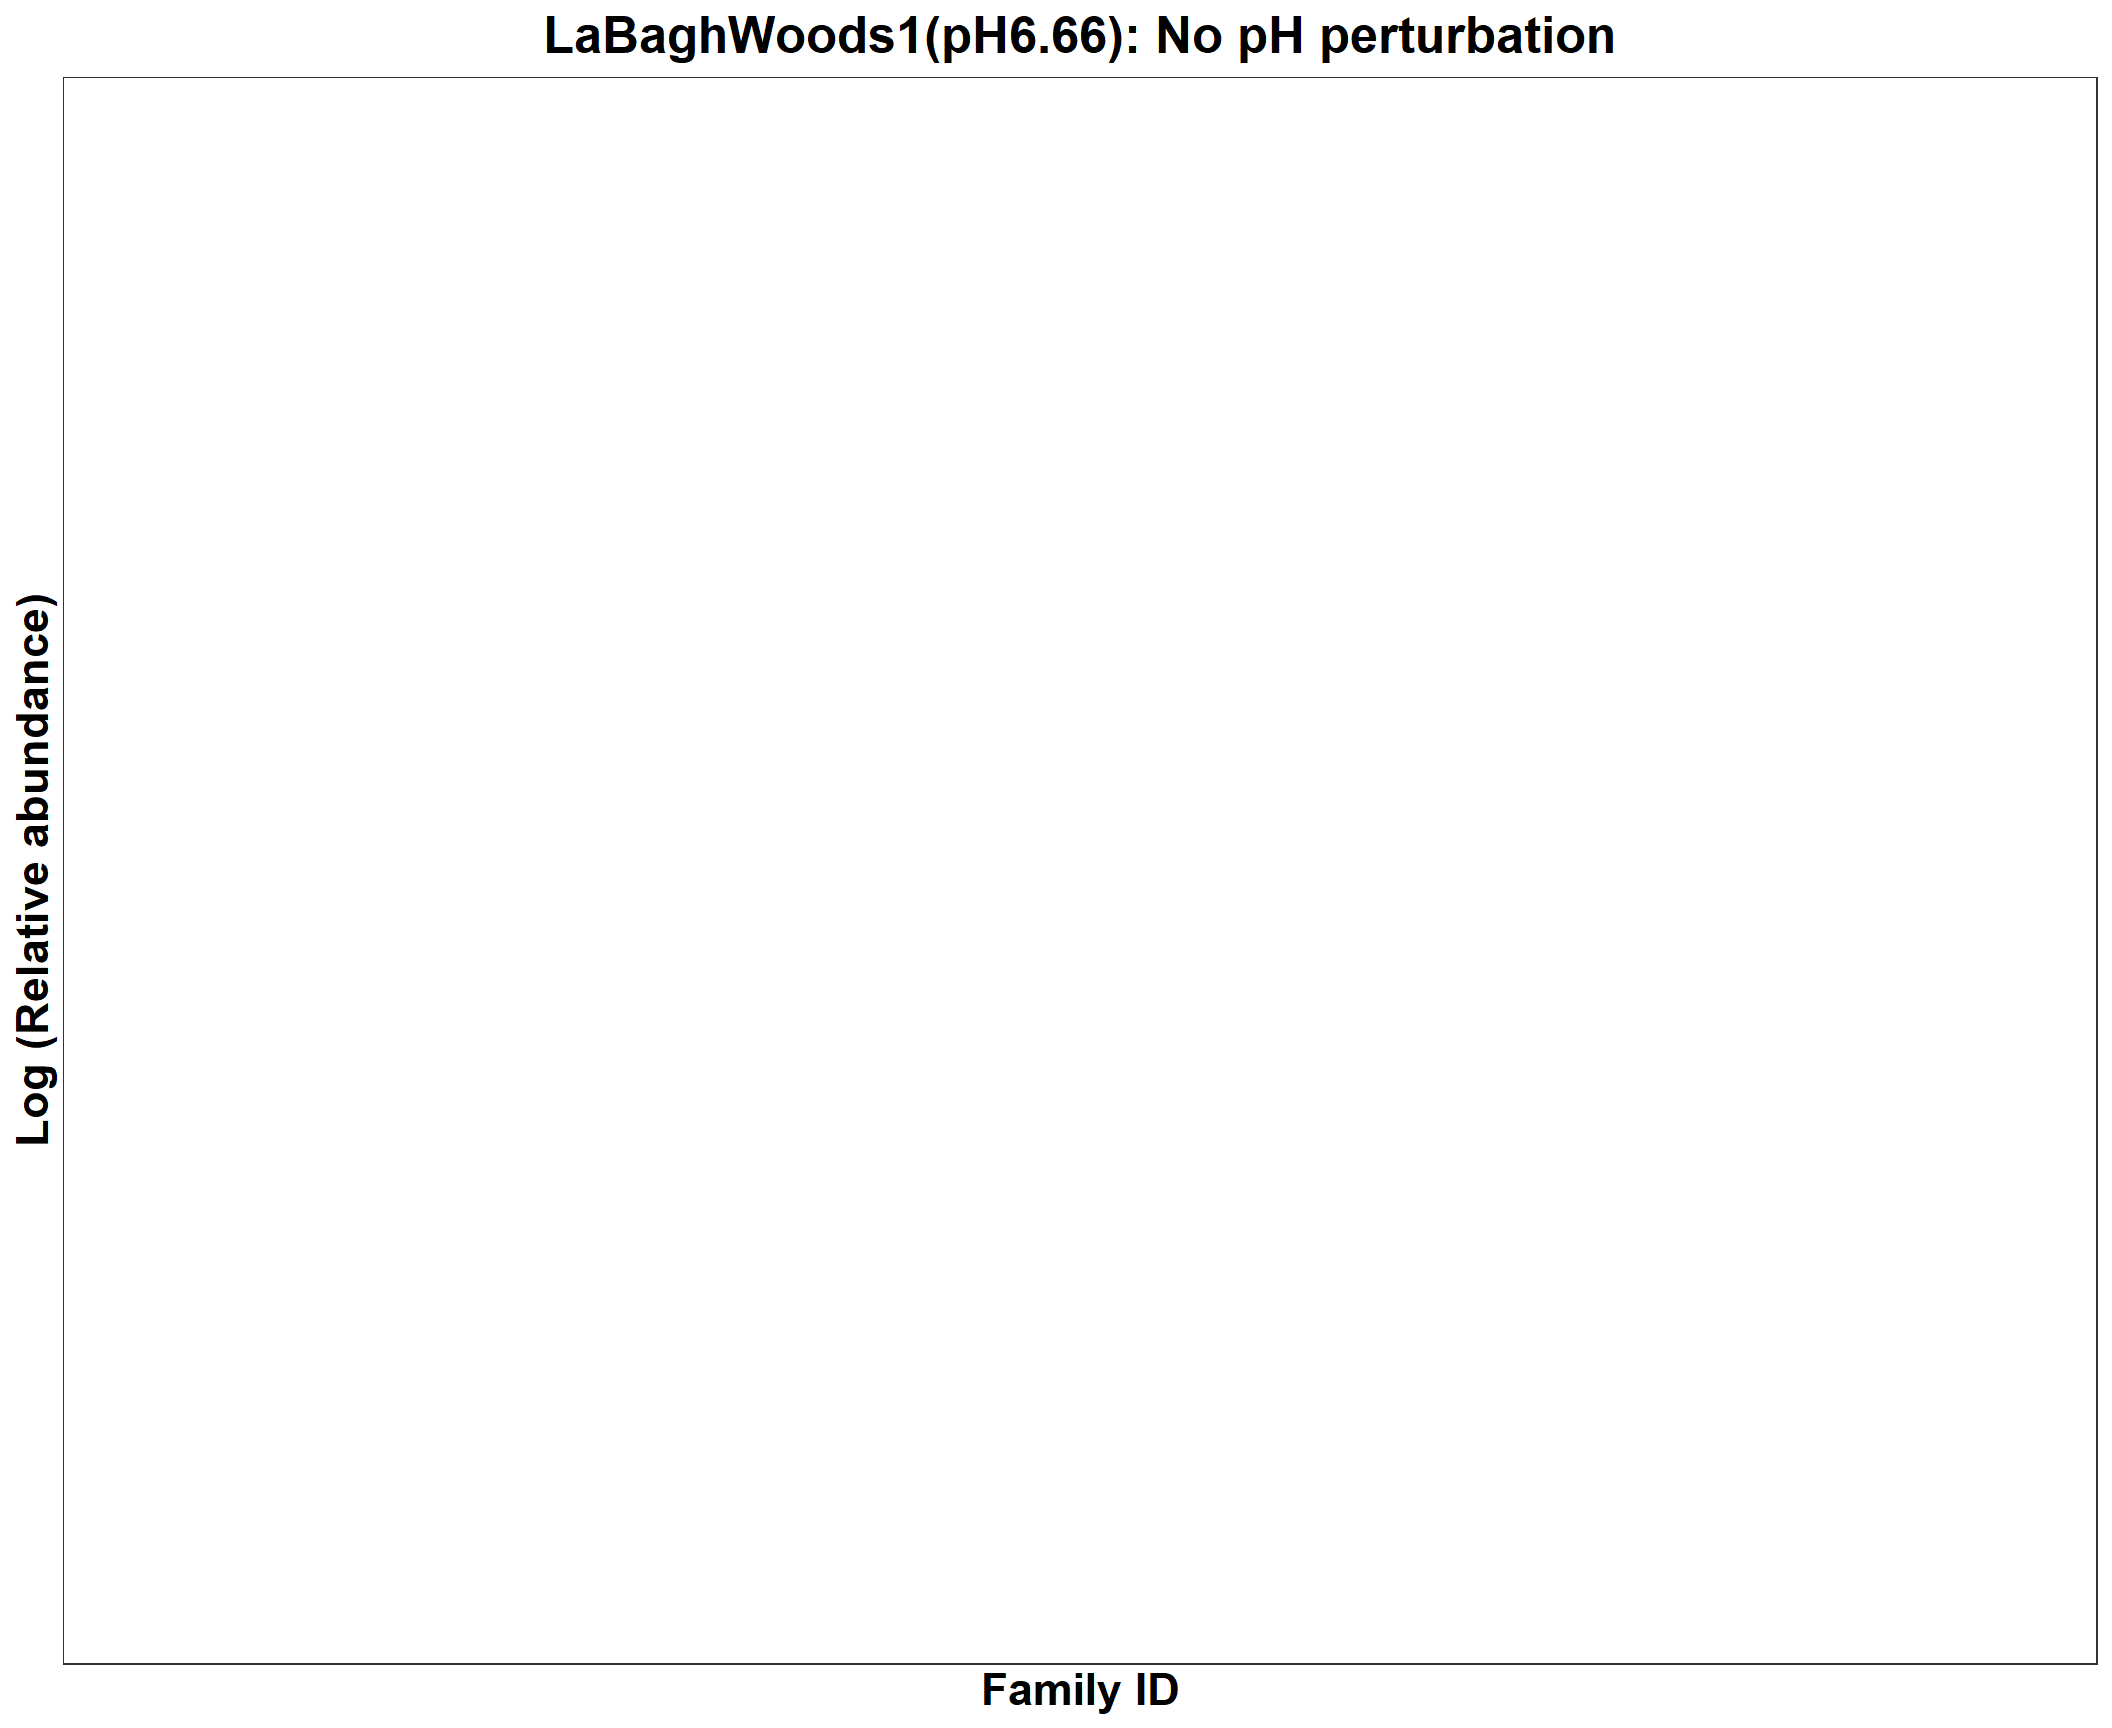 LaBaghWoods1(pH6.66): No pH perturbation
Log (Relative abundance)
Family ID